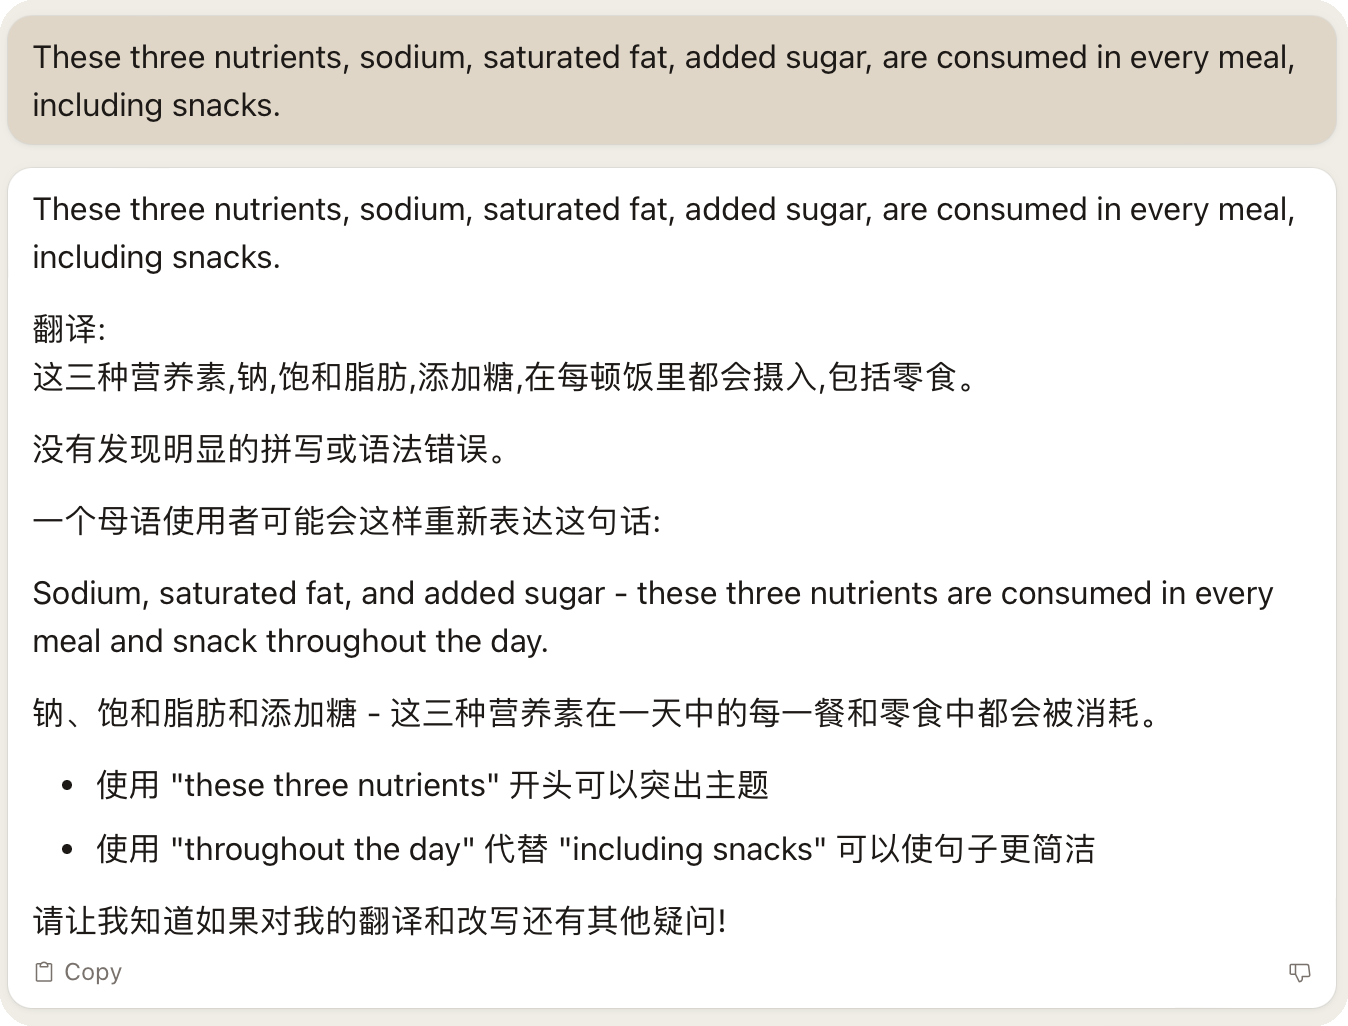 These three nutrients, sodium, saturated fat, added sugar, are consumed in every meal,
including snacks.
These three nutrients, sodium, saturated fat, added sugar, are consumed in every meal,
including snacks.
翻译:
这三种营养素,钠,饱和脂肪,添加糖,在每顿饭里都会摄入,包括零食。
没有发现明显的拼写或语法错误。
一个母语使用者可能会这样重新表达这句话:
Sodium, saturated fat, and added sugar - these three nutrients are consumed in every
meal and snack throughout the day.
钠、饱和脂肪和添加糖 - 这三种营养素在一天中的每一餐和零食中都会被消耗。
• 使用 "these three nutrients" 开头可以突出主题
• 使用 "throughout the day" 代替 "including snacks" 可以使句子更简洁
请让我知道如果对我的翻译和改写还有其他疑问!
Copy